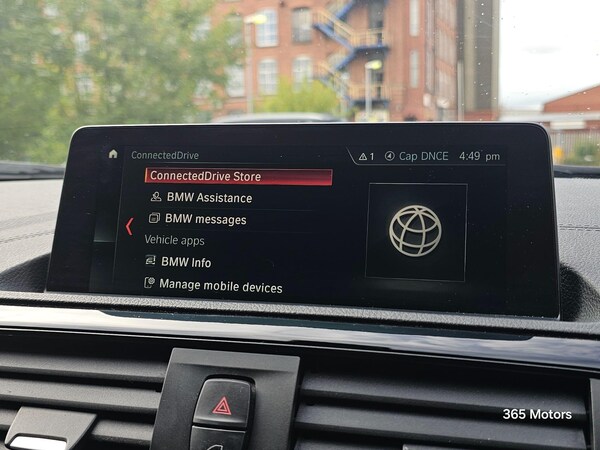 ConnectedDrive
1 Cap DNCE 4:49 pm
ConnectedDrive Store
BMW Assistance
BMW messages
Vehicle apps
BMW Info
Manage mobile devices
365 Motors